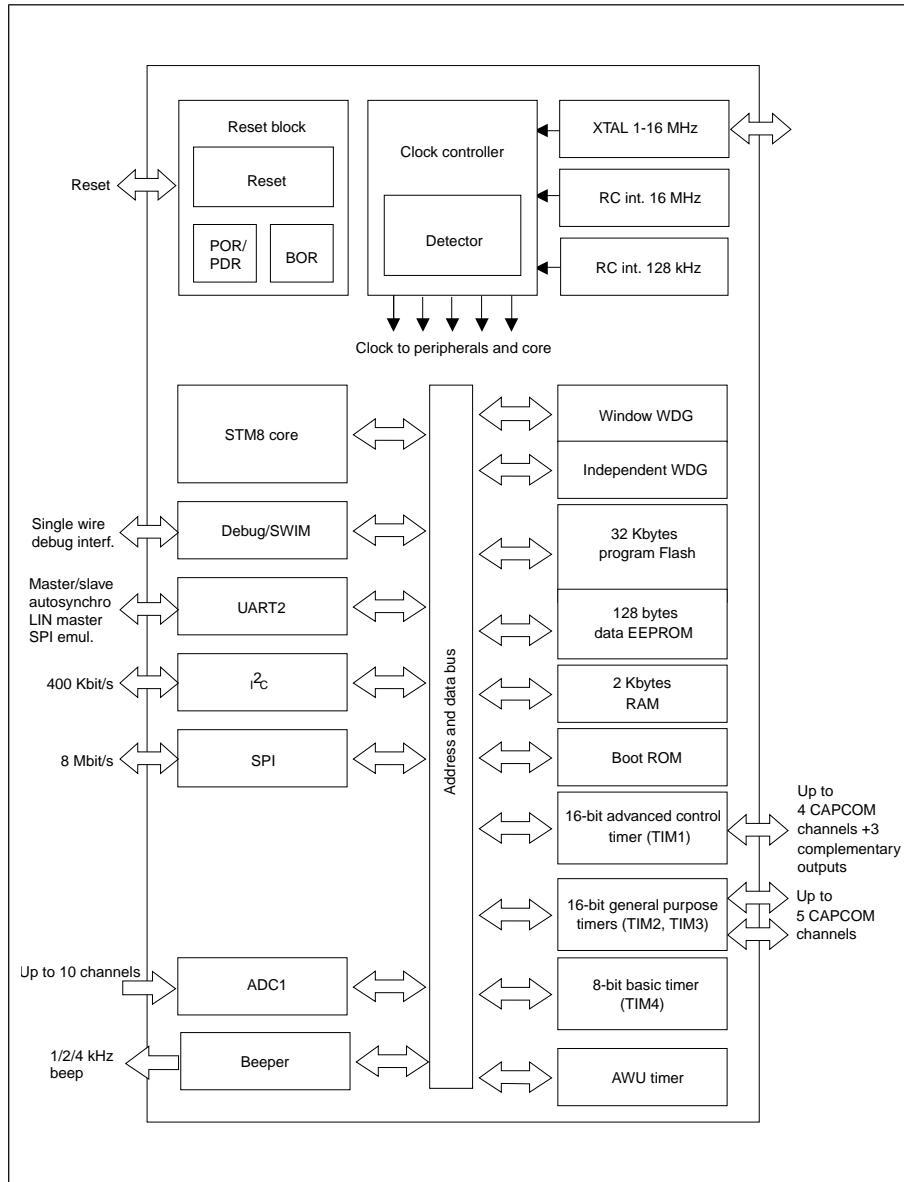 Reset block
Reset
POR/
PDR
BOR
Reset
Clock controller
Detector
XTAL 1-16 MHz
RC int. 16 MHz
RC int. 128 kHz
Clock to peripherals and core
STM8 core
Debug/SWIM
UART2
I2C
SPI
ADC1
Beeper
Single wire
debug interf.
Master/slave
autosynchro
LIN master
SPI emul.
400 Kbit/s
8 Mbit/s
Up to 10 channels
1/2/4 kHz
beep
Address and data bus
Window WDG
Independent WDG
32 Kbytes
program Flash
128 bytes
data EEPROM
2 Kbytes
RAM
Boot ROM
16-bit advanced control
timer (TIM1)
16-bit general purpose
timers (TIM2, TIM3)
8-bit basic timer
(TIM4)
AWU timer
Up to
4 CAPCOM
channels +3
complementary
outputs
Up to
5 CAPCOM
channels